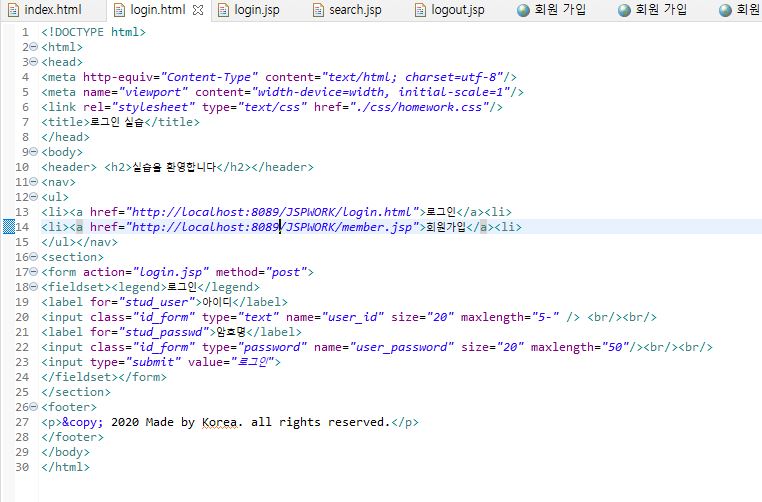 index.html login.html login.jsp search.jsp logout.jsp 회원 가입 회원 가입 회원
1 <!DOCTYPE html>
2 <html>
3 <head>
4 <meta http-equiv="Content-Type" content="text/html; charset=utf-8"/>
5 <meta name="viewport" content="width-device=width, initial-scale=1"/>
6 <link rel="stylesheet" type="text/css" href="./css/homework.css"/>
7 <title>로그인 실습</title>
8 </head>
9 <body>
10 <header> <h2>실습을 환영합니다</h2></header>
11 <nav>
12 <ul>
13 <li><a href="http://localhost:8089/JSPWORK/login.html">로그인</a><li>
14 <li><a href="http://localhost:8089/JSPWORK/member.jsp">회원가입</a><li>
15 </ul></nav>
16 <section>
17 <form action="login.jsp" method="post">
18 <fieldset><legend>로그인</legend>
19 <label for="stud_user">아이디</label>
20 <input class="id_form" type="text" name="user_id" size="20" maxlength="5-" /> <br/><br/>
21 <label for="stud_passwd">암호명</label>
22 <input class="id_form" type="password" name="user_password" size="20" maxlength="50"/><br/><br/>
23 <input type="submit" value="로그인">
24 </fieldset></form>
25 </section>
26 <footer>
27 <p>&copy; 2020 Made by Korea. all rights reserved.</p>
28 </footer>
29 </body>
30 </html>